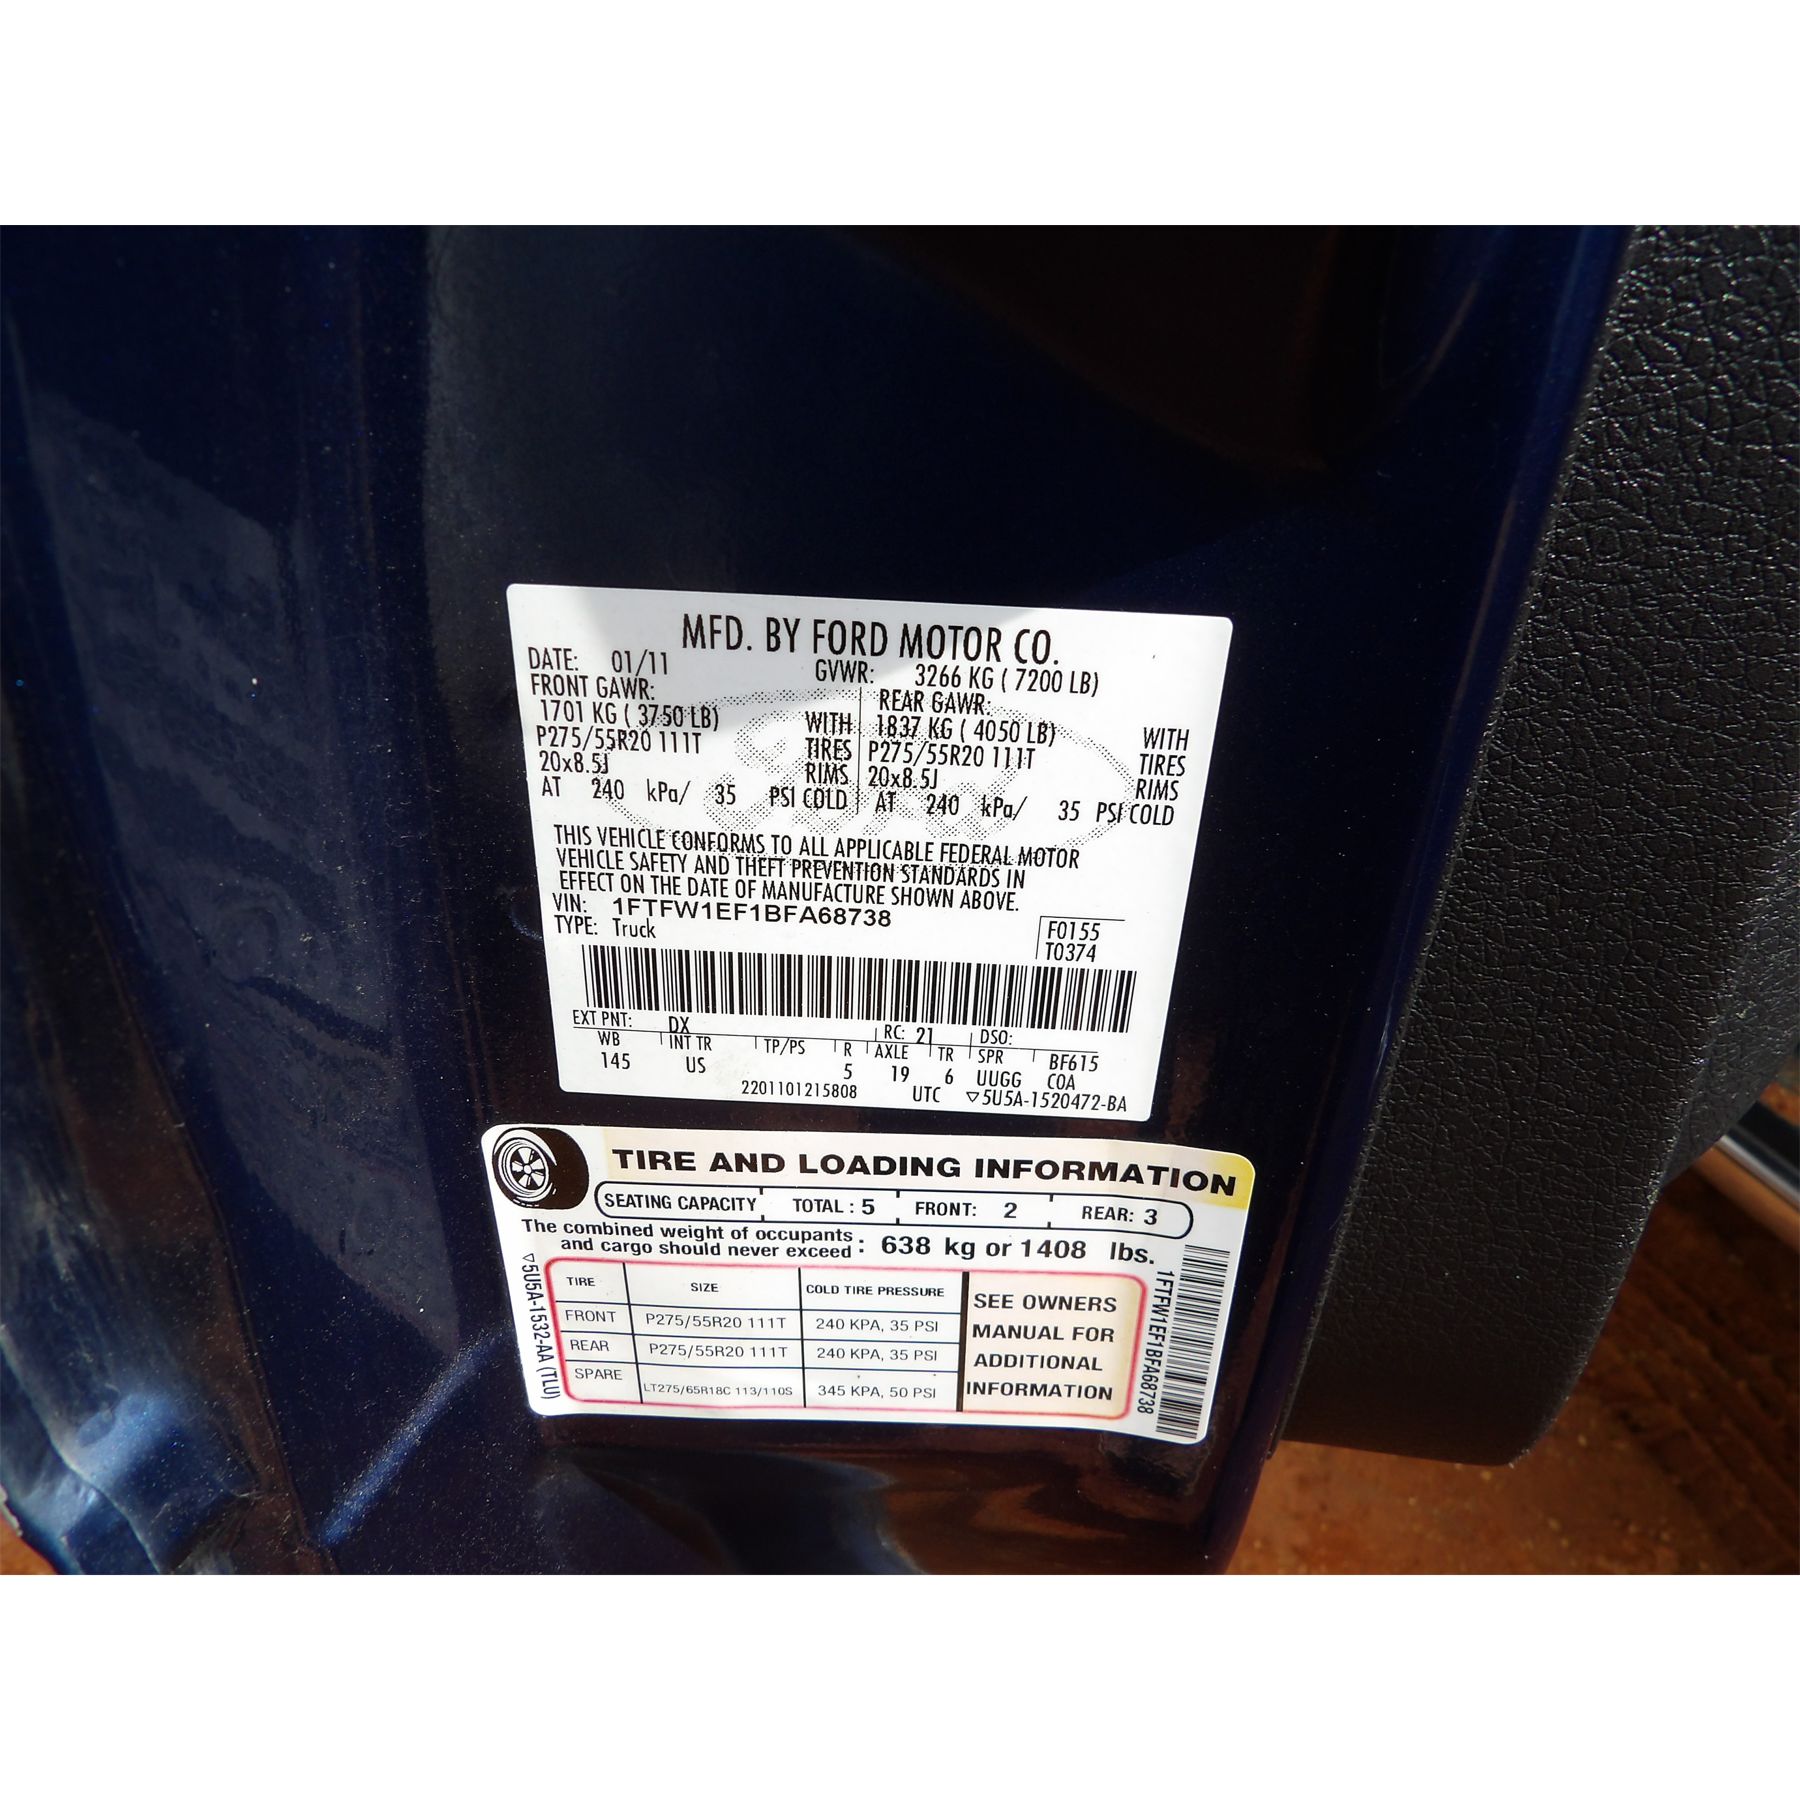 MFD. BY FORD MOTOR CO.
DATE: 01/11 GVWR: 3266 KG ( 7200 LB)
FRONT GAWR: REAR GAWR:
1701 KG ( 3750 LB) WITH 1837 KG ( 4050 LB) WITH
P275/55R20 111T TIRES P275/55R20 111T TIRES
20x8.5J RIMS 20x8.5J RIMS
AT 240 kPa/ 35 PSI COLD AT 240 kPa/ 35 PSI COLD
THIS VEHICLE CONFORMS TO ALL APPLICABLE FEDERAL MOTOR
VEHICLE SAFETY AND THEFT PREVENTION STANDARDS IN
EFFECT ON THE DATE OF MANUFACTURE SHOWN ABOVE.
VIN: 1FTFW1EF1BFA68738
TYPE: Truck
F0155
T0374
EXT PNT: DX RC: 21 DSO:
WB INT TR TP/PS R AXLE TR SPR BF615
145 US 5 19 6 UUGG COA
2201101215808 UTC ▽5U5A-1520472-BA
TIRE AND LOADING INFORMATION
SEATING CAPACITY TOTAL : 5 FRONT: 2 REAR: 3
The combined weight of occupants
and cargo should never exceed : 638 kg or 1408 lbs.
TIRE SIZE COLD TIRE PRESSURE
FRONT P275/55R20 111T 240 KPA, 35 PSI
REAR P275/55R20 111T 240 KPA, 35 PSI
SPARE LT275/65R18C 113/110S 345 KPA, 50 PSI
SEE OWNERS
MANUAL FOR
ADDITIONAL
INFORMATION
▽5U5A-1532-AA (TLU)
1FTFW1EF1BFA68738